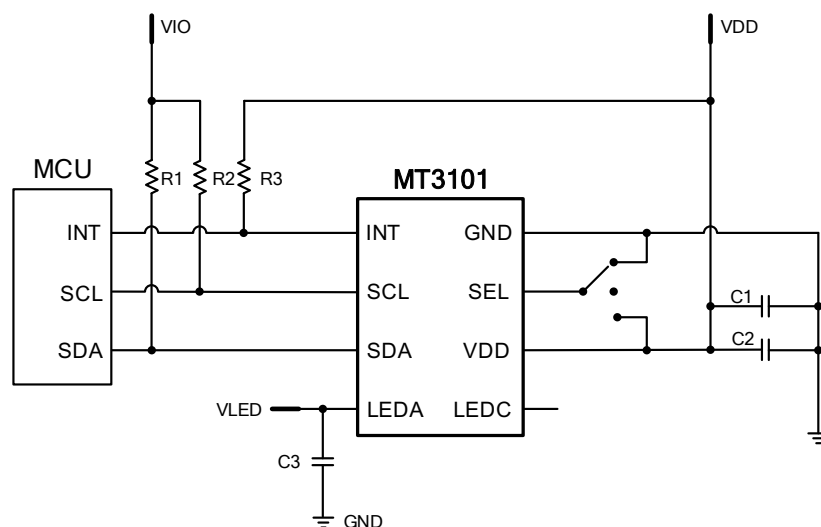 VIO
VDD
MCU
R1
R2
R3
MT3101
INT
INT
GND
SCL
SCL
SEL
C1
SDA
SDA
VDD
C2
VLED
LEDA
LEDC
C3
GND